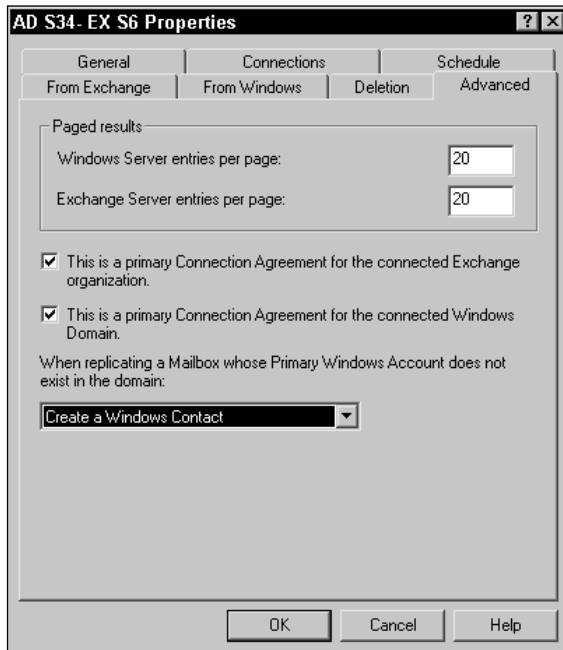 AD S34- EX S6 Properties
General Connections Schedule
From Exchange From Windows Deletion Advanced
Paged results
Windows Server entries per page: 20
Exchange Server entries per page: 20
This is a primary Connection Agreement for the connected Exchange
organization.
This is a primary Connection Agreement for the connected Windows
Domain.
When replicating a Mailbox whose Primary Windows Account does not
exist in the domain:
Create a Windows Contact
OK Cancel Help